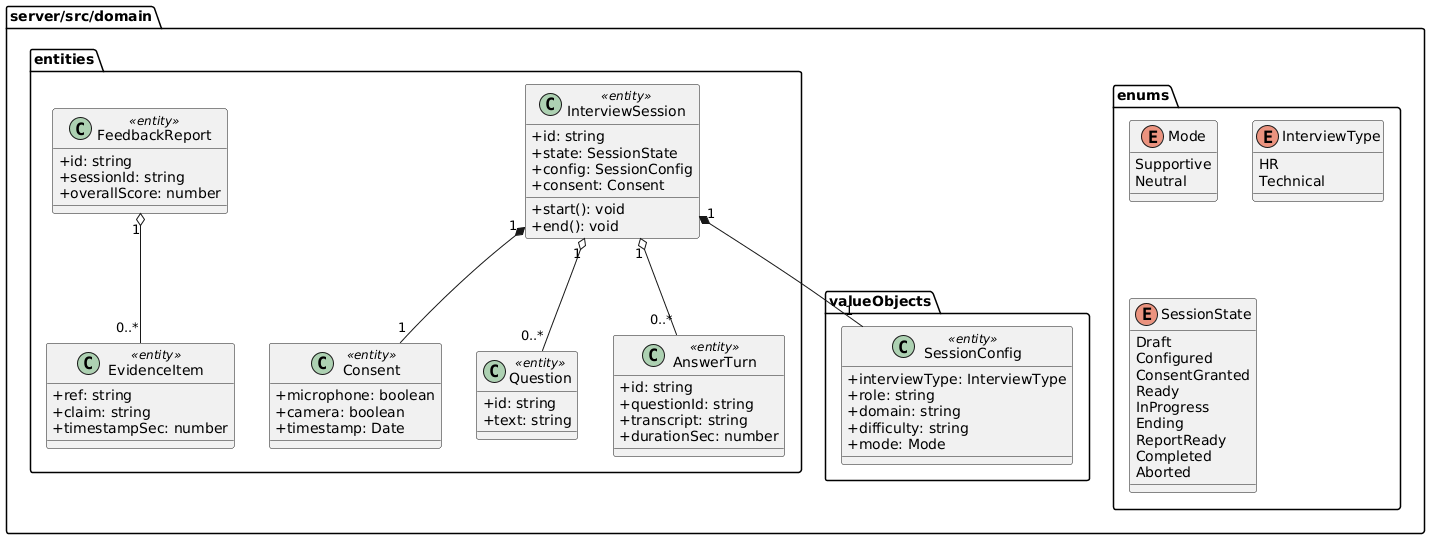 server/src/domain
entities
«entity»
C FeedbackReport
+id: string
+sessionId: string
+overallScore: number
1
0..*
«entity»
C InterviewSession
+id: string
+state: SessionState
+config: SessionConfig
+consent: Consent
+start(): void
+end(): void
1
1
1
1
1
0..*
0..*
1
«entity»
C EvidenceItem
+ref: string
+claim: string
+timestampSec: number
«entity»
C Consent
+microphone: boolean
+camera: boolean
+timestamp: Date
«entity»
C Question
+id: string
+text: string
«entity»
C AnswerTurn
+id: string
+questionId: string
+transcript: string
+durationSec: number
valueObjects
«entity»
C SessionConfig
+interviewType: InterviewType
+role: string
+domain: string
+difficulty: string
+mode: Mode
enums
E Mode
Supportive
Neutral
E InterviewType
HR
Technical
E SessionState
Draft
Configured
ConsentGranted
Ready
InProgress
Ending
ReportReady
Completed
Aborted